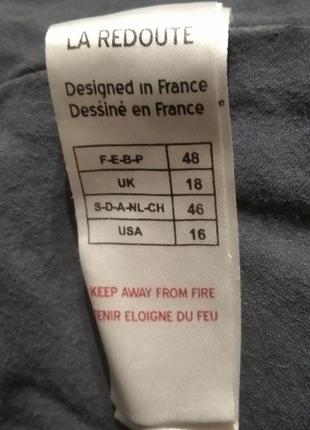 LA REDOUTE
Designed in France
Dessiné en France
F-E-B-P 48
UK 18
S-D-A-NL-CH 46
USA 16
KEEP AWAY FROM FIRE
TENIR ELOIGNE DU FEU